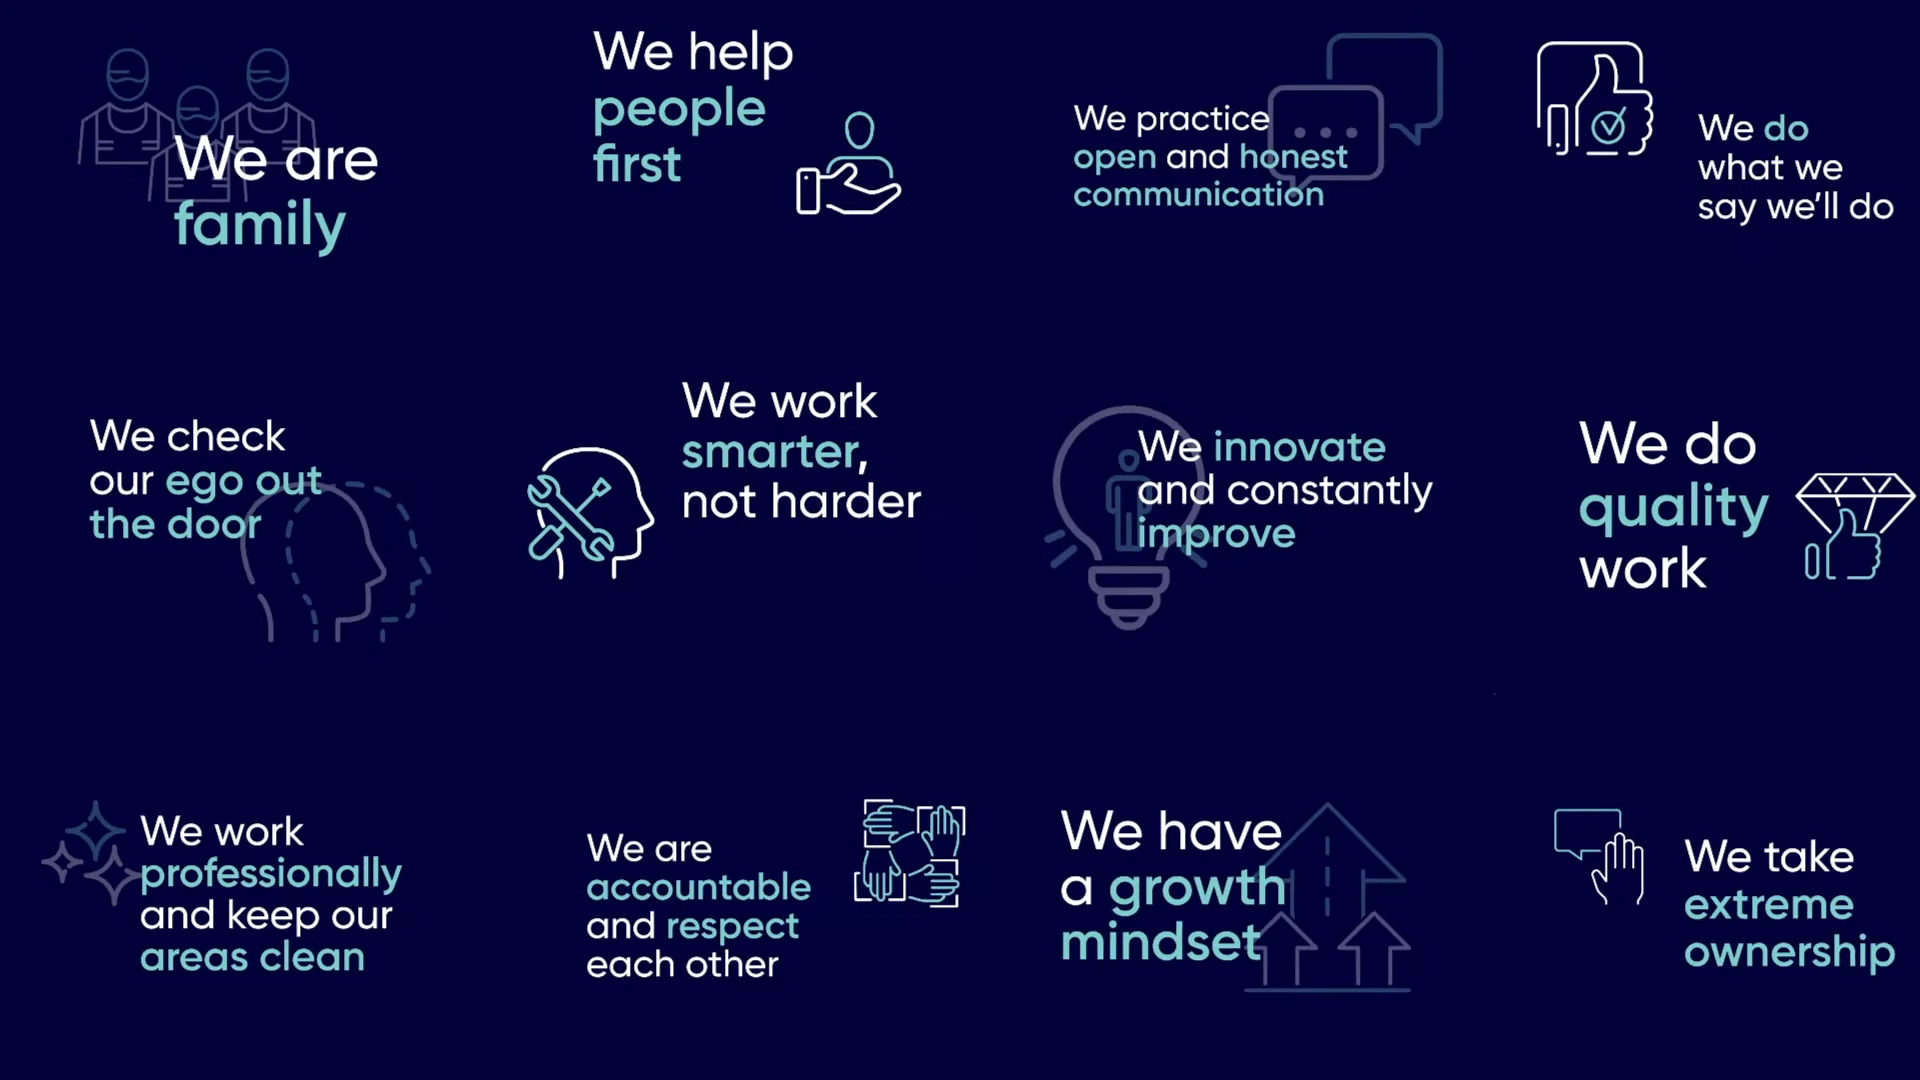 We are
family
We help
people
first
We practice
open and honest
communication
We do
what we
say we'll do
We check
our ego out
the door
We work
smarter,
not harder
We innovate
and constantly
improve
We do
quality
work
We work
professionally
and keep our
areas clean
We are
accountable
and respect
each other
We have
a growth
mindset
We take
extreme
ownership